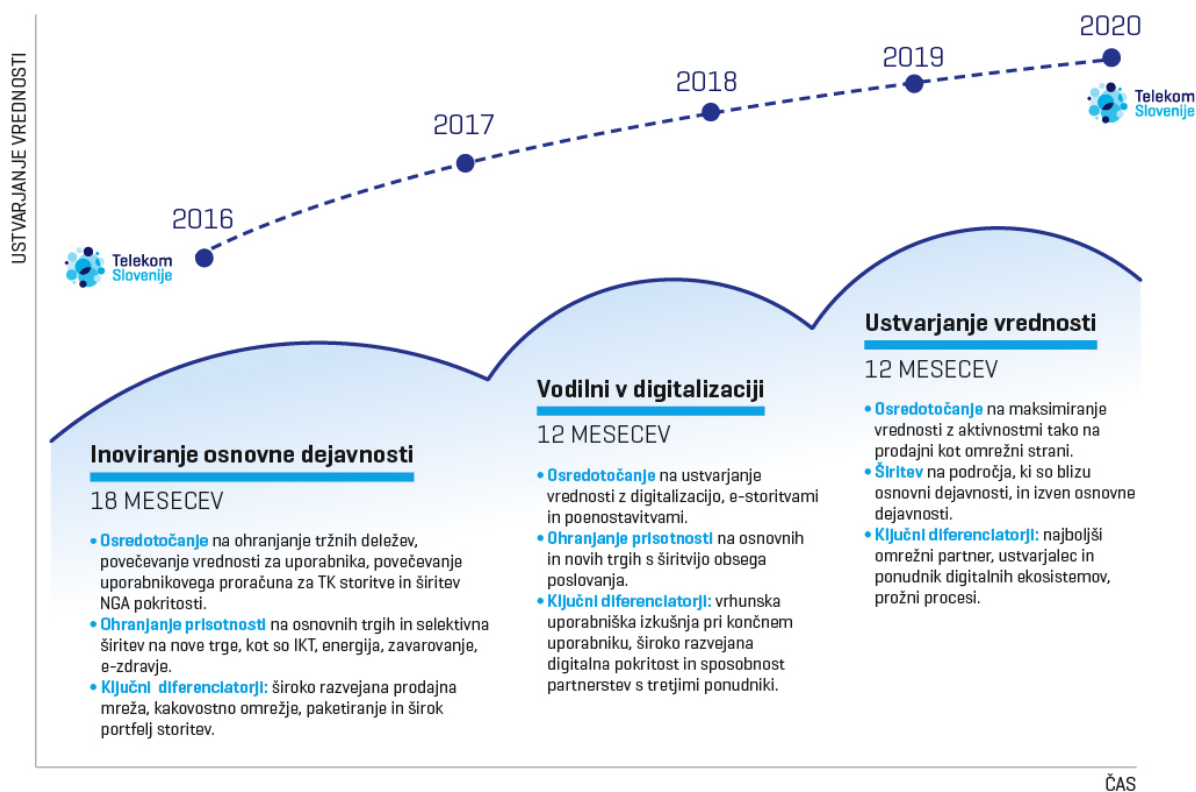 USTVARJANJE VREDNOSTI
2016
2017
2018
2019
2020
Telekom
Slovenije
Telekom
Slovenije
Inoviranje osnovne dejavnosti
18 MESECEV
• Osredotočanje na ohranjanje tržnih deležev,
povečevanje vrednosti za uporabnika, povečevanje
uporabnikovega proračuna za TK storitve in širitev
NGA pokritosti.
• Ohranjanje prisotnosti na osnovnih trgih in selektivna
širitev na nove trge, kot so IKT, energija, zavarovanje,
e-zdravje.
• Ključni diferenciatorji: široko razvejana prodajna
mreža, kakovostno omrežje, paketiranje in širok
portfelj storitev.
Vodilni v digitalizaciji
12 MESECEV
• Osredotočanje na ustvarjanje
vrednosti z digitalizacijo, e-storitvami
in poenostavitvami.
• Ohranjanje prisotnosti na osnovnih
in novih trgih s širitvijo obsega
poslovanja.
• Ključni diferenciatorji: vrhunska
uporabniška izkušnja pri končnem
uporabniku, široko razvejana
digitalna pokritost in sposobnost
partnerstev s tretjimi ponudniki.
Ustvarjanje vrednosti
12 MESECEV
• Osredotočanje na maksimiranje
vrednosti z aktivnostmi tako na
prodajni kot omrežni strani.
• Širitev na področja, ki so blizu
osnovni dejavnosti, in izven osnovne
dejavnosti.
• Ključni diferenciatorji: najboljši
omrežni partner, ustvarjalec in
ponudnik digitalnih ekosistemov,
prožni procesi.
ČAS